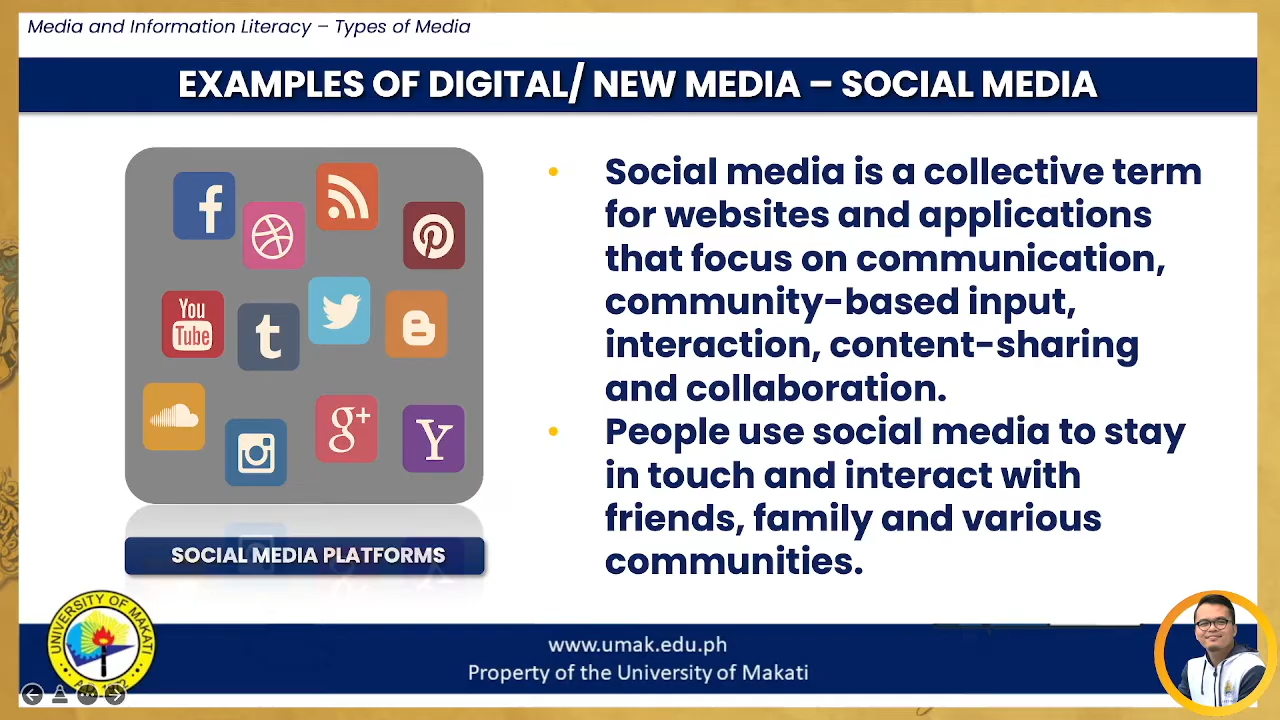 Media and Information Literacy – Types of Media
EXAMPLES OF DIGITAL/ NEW MEDIA – SOCIAL MEDIA
f
You
Tube
t
B
g+
Y
SOCIAL MEDIA PLATFORMS
• Social media is a collective term
for websites and applications
that focus on communication,
community-based input,
interaction, content-sharing
and collaboration.
• People use social media to stay
in touch and interact with
friends, family and various
communities.
UNIVERSITY OF MAKATI
www.umak.edu.ph
Property of the University of Makati